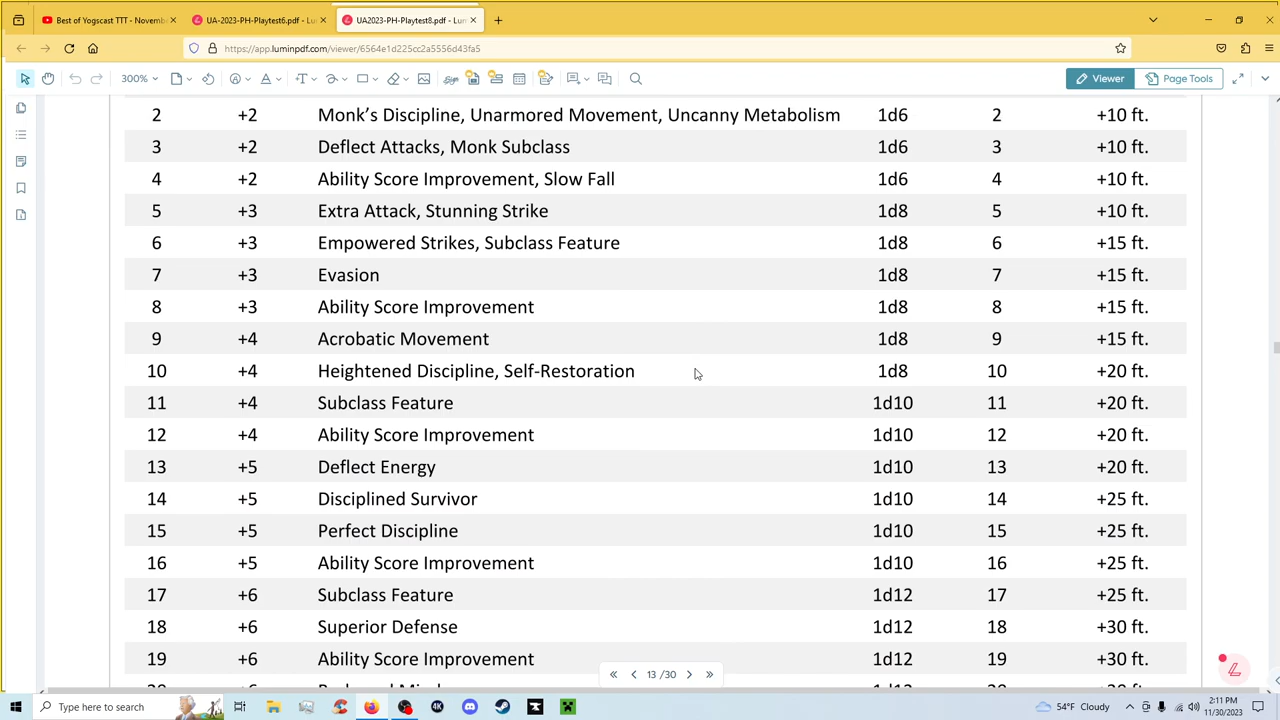 Best of Yogscast TTT - Novemb
UA-2023-PH-Playtest6.pdf - Lu
UA2023-PH-Playtest8.pdf - Lum
https://app.luminpdf.com/viewer/6564e1d225cc2a5556d43fa5
300%
Viewer
Page Tools
2 +2 Monk's Discipline, Unarmored Movement, Uncanny Metabolism 1d6 2 +10 ft.
3 +2 Deflect Attacks, Monk Subclass 1d6 3 +10 ft.
4 +2 Ability Score Improvement, Slow Fall 1d6 4 +10 ft.
5 +3 Extra Attack, Stunning Strike 1d8 5 +10 ft.
6 +3 Empowered Strikes, Subclass Feature 1d8 6 +15 ft.
7 +3 Evasion 1d8 7 +15 ft.
8 +3 Ability Score Improvement 1d8 8 +15 ft.
9 +4 Acrobatic Movement 1d8 9 +15 ft.
10 +4 Heightened Discipline, Self-Restoration 1d8 10 +20 ft.
11 +4 Subclass Feature 1d10 11 +20 ft.
12 +4 Ability Score Improvement 1d10 12 +20 ft.
13 +5 Deflect Energy 1d10 13 +20 ft.
14 +5 Disciplined Survivor 1d10 14 +25 ft.
15 +5 Perfect Discipline 1d10 15 +25 ft.
16 +5 Ability Score Improvement 1d10 16 +25 ft.
17 +6 Subclass Feature 1d12 17 +25 ft.
18 +6 Superior Defense 1d12 18 +30 ft.
19 +6 Ability Score Improvement 1d12 19 +30 ft.
13 /30
Type here to search
4K
54°F Cloudy
2:11 PM
11/30/2023